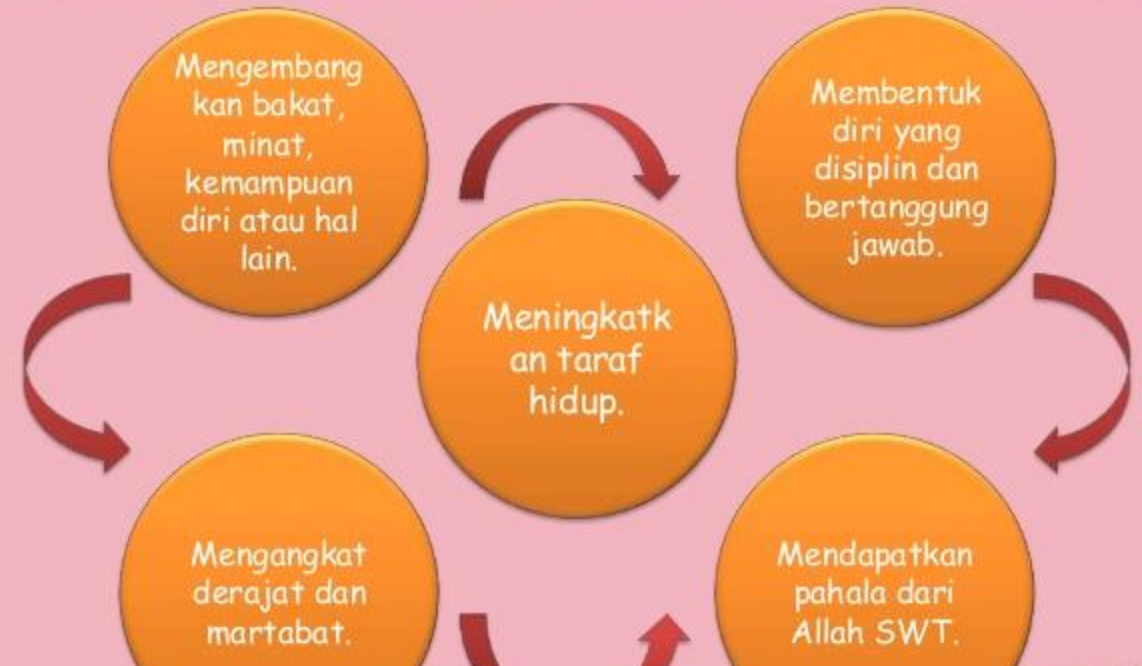 Mengembang
kan bakat,
minat,
kemampuan
diri atau hal
lain.
Membentuk
diri yang
disiplin dan
bertanggung
jawab.
Meningkatk
an taraf
hidup.
Mengangkat
derajat dan
martabat.
Mendapatkan
pahala dari
Allah SWT.